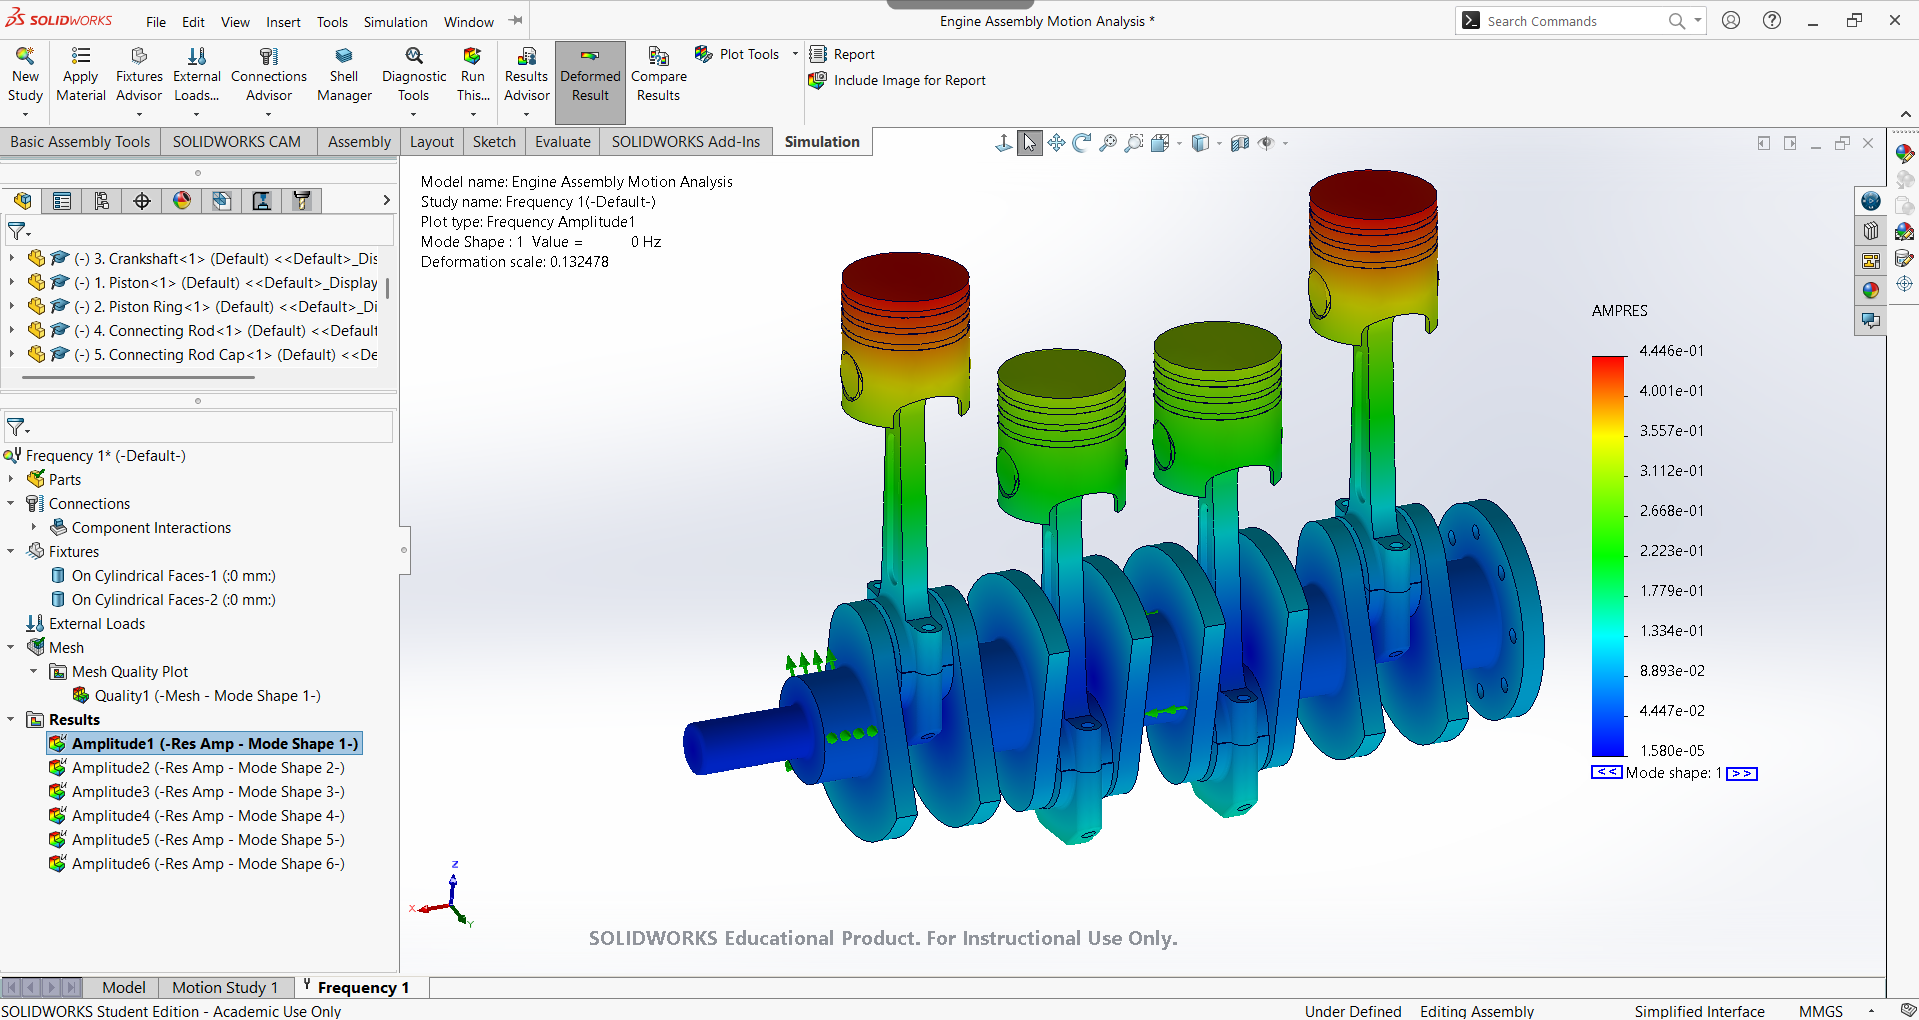 SOLIDWORKS
File Edit View Insert Tools Simulation Window
Engine Assembly Motion Analysis *
Search Commands
New Study
Apply Material
Fixtures Advisor
External Loads...
Connections Advisor
Shell Manager
Diagnostic Tools
Run This...
Results Advisor
Deformed Result
Compare Results
Plot Tools
Report
Include Image for Report
Basic Assembly Tools SOLIDWORKS CAM Assembly Layout Sketch Evaluate SOLIDWORKS Add-Ins Simulation
(-) 3. Crankshaft<1> (Default) <<Default>_Dis
(-) 1. Piston<1> (Default) <<Default>_Display
(-) 2. Piston Ring<1> (Default) <<Default>_Di
(-) 4. Connecting Rod<1> (Default) <<Default
(-) 5. Connecting Rod Cap<1> (Default) <<De
Frequency 1* (-Default-)
Parts
Connections
Component Interactions
Fixtures
On Cylindrical Faces-1 (:0 mm:)
On Cylindrical Faces-2 (:0 mm:)
External Loads
Mesh
Mesh Quality Plot
Quality1 (-Mesh - Mode Shape 1-)
Results
Amplitude1 (-Res Amp - Mode Shape 1-)
Amplitude2 (-Res Amp - Mode Shape 2-)
Amplitude3 (-Res Amp - Mode Shape 3-)
Amplitude4 (-Res Amp - Mode Shape 4-)
Amplitude5 (-Res Amp - Mode Shape 5-)
Amplitude6 (-Res Amp - Mode Shape 6-)
Model name: Engine Assembly Motion Analysis
Study name: Frequency 1(-Default-)
Plot type: Frequency Amplitude1
Mode Shape : 1 Value = 0 Hz
Deformation scale: 0.132478
AMPRES
4.446e-01
4.001e-01
3.557e-01
3.112e-01
2.668e-01
2.223e-01
1.779e-01
1.334e-01
8.893e-02
4.447e-02
1.580e-05
<< Mode shape: 1 >>
Z
X
Y
SOLIDWORKS Educational Product. For Instructional Use Only.
Model Motion Study 1 Frequency 1
SOLIDWORKS Student Edition - Academic Use Only
Under Defined Editing Assembly Simplified Interface MMGS